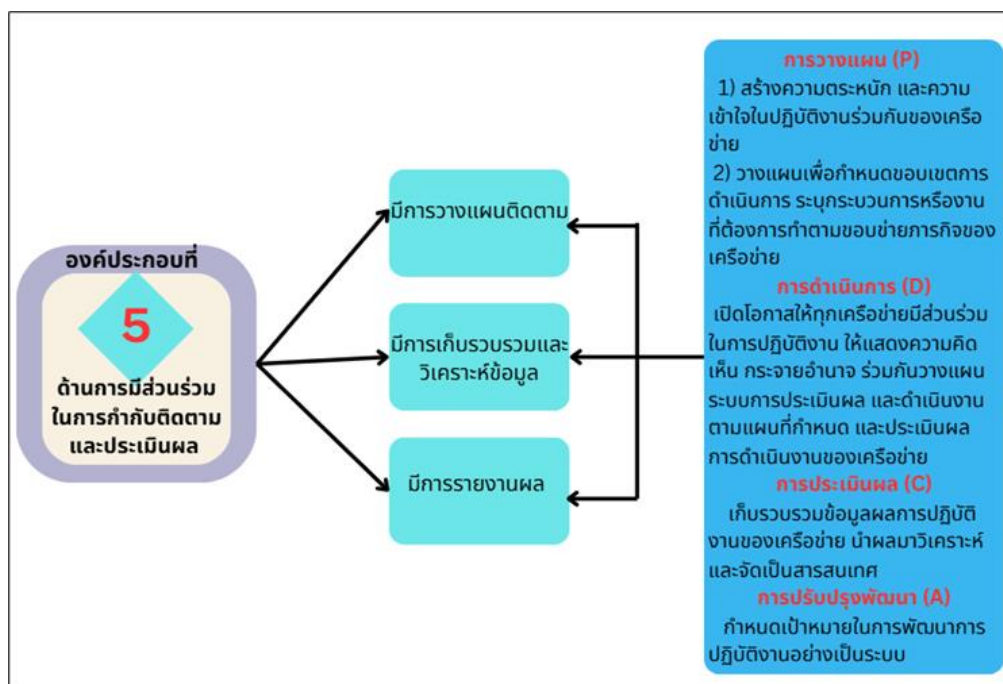 องค์ประกอบที่
5
ด้านการมีส่วนร่วม
ในการกำกับติดตาม
และประเมินผล
มีการวางแผนติดตาม
มีการเก็บรวบรวมและ
วิเคราะห์ข้อมูล
มีการรายงานผล
การวางแผน (P)
1) สร้างความตระหนัก และความ
เข้าใจในปฏิบัติงานร่วมกันของเครือ
ข่าย
2) วางแผนเพื่อกำหนดขอบเขตการ
ดำเนินการ ระบุกระบวนการหรืองาน
ที่ต้องการทำตามขอบข่ายภารกิจของ
เครือข่าย
การดำเนินการ (D)
เปิดโอกาสให้ทุกเครือข่ายมีส่วนร่วม
ในการปฏิบัติงาน ให้แสดงความคิด
เห็น กระจายอำนาจ ร่วมกันวางแผน
ระบบการประเมินผล และดำเนินงาน
ตามแผนที่กำหนด และประเมินผล
การดำเนินงานของเครือข่าย
การประเมินผล (C)
เก็บรวบรวมข้อมูลผลการปฏิบัติ
งานของเครือข่าย นำผลมาวิเคราะห์
และจัดเป็นสารสนเทศ
การปรับปรุงพัฒนา (A)
กำหนดเป้าหมายในการพัฒนาการ
ปฏิบัติงานอย่างเป็นระบบ